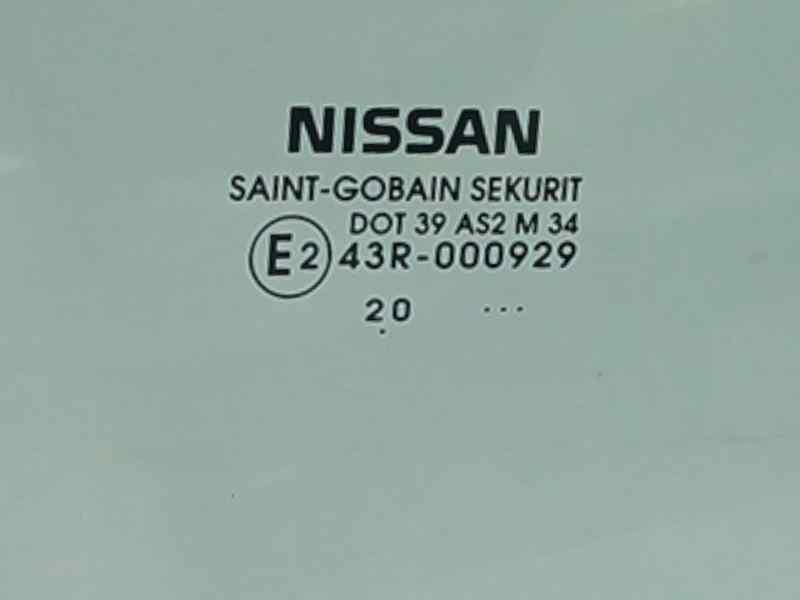 NISSAN
SAINT-GOBAIN SEKURIT
DOT 39 AS2 M 34
E2 43R-000929
20 ...